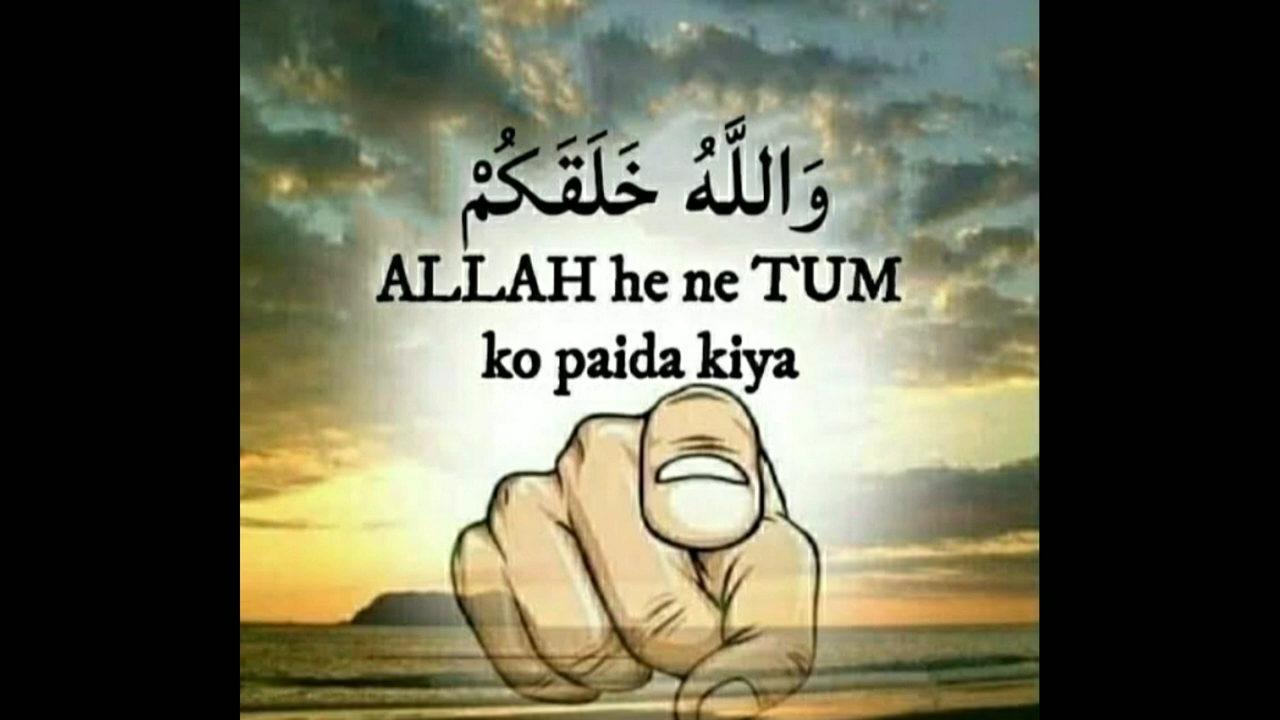 وَاللَّهُ خَلَقَكُمْ
ALLAH he ne TUM
ko paida kiya